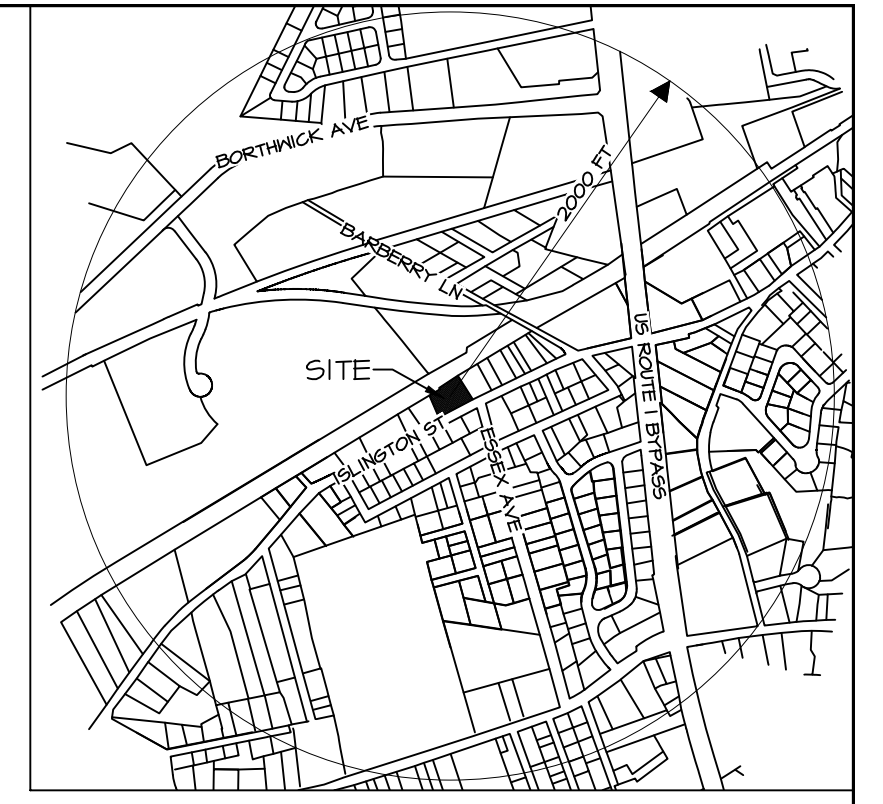 BORTHWICK AVE
2000 FT
BARBERRY LN
US ROUTE 1 BYPASS
SITE
ISLINGTON ST
ESSEX AVE